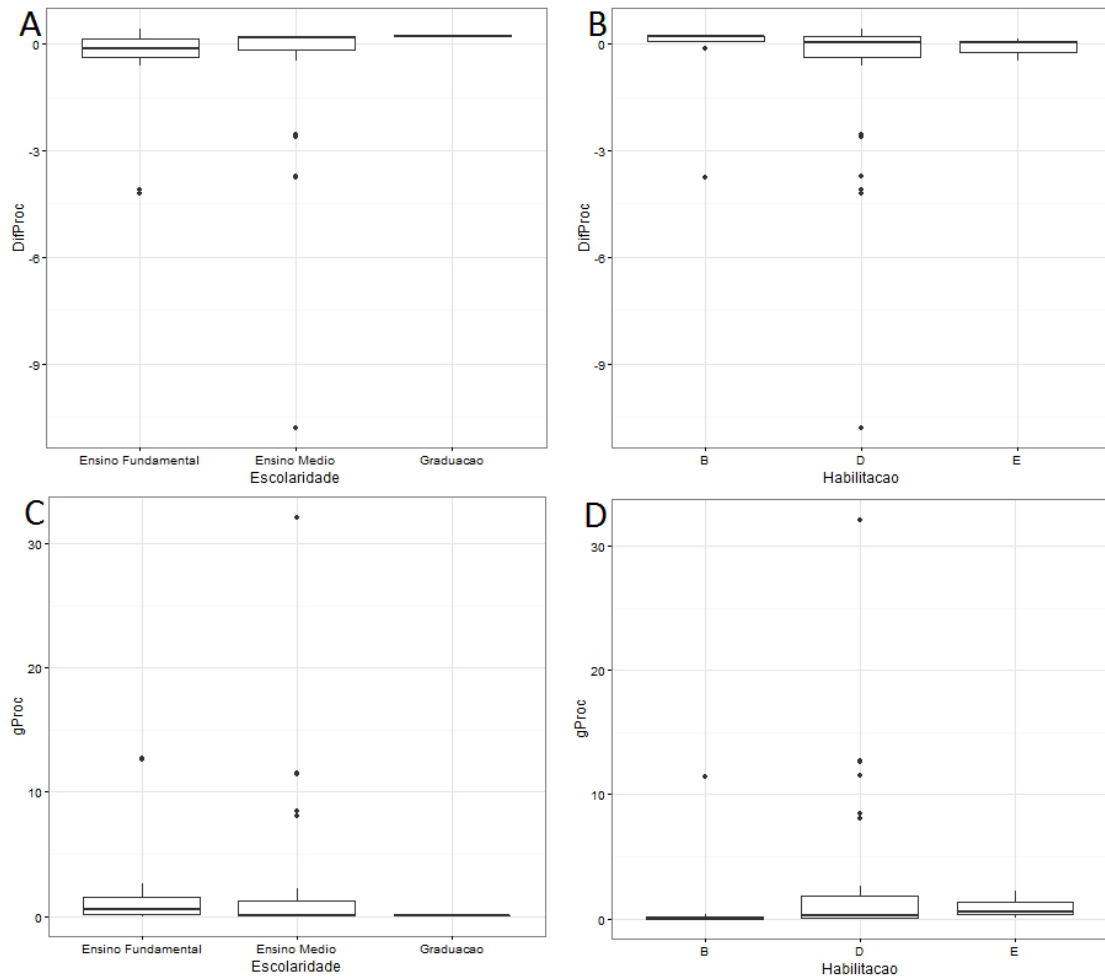 A
0
-3
-6
-9
DifProc
Ensino Fundamental
Ensino Medio
Graduacao
Escolaridade
B
0
-3
-6
-9
DifProc
B
D
E
Habilitacao
C
30
20
10
0
gProc
Ensino Fundamental
Ensino Medio
Graduacao
Escolaridade
D
30
20
10
0
gProc
B
D
E
Habilitacao